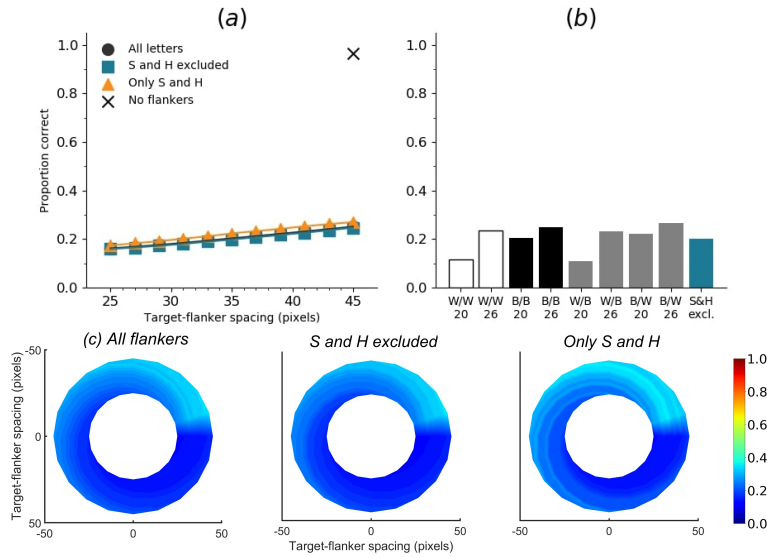 (a)
(b)
Proportion correct
1.0
0.8
0.6
0.4
0.2
0.0
All letters
S and H excluded
Only S and H
No flankers
25
30
35
40
45
Target-flanker spacing (pixels)
1.0
0.8
0.6
0.4
0.2
0.0
W/W W/W B/B B/B W/B W/B B/W B/W S&H
20 26 20 26 20 26 20 26 excl.
(c) All flankers
S and H excluded
Only S and H
Target-flanker spacing (pixels)
-50
0
50
-50
0
50
-50
0
50
-50
0
50
Target-flanker spacing (pixels)
1.0
0.8
0.6
0.4
0.2
0.0